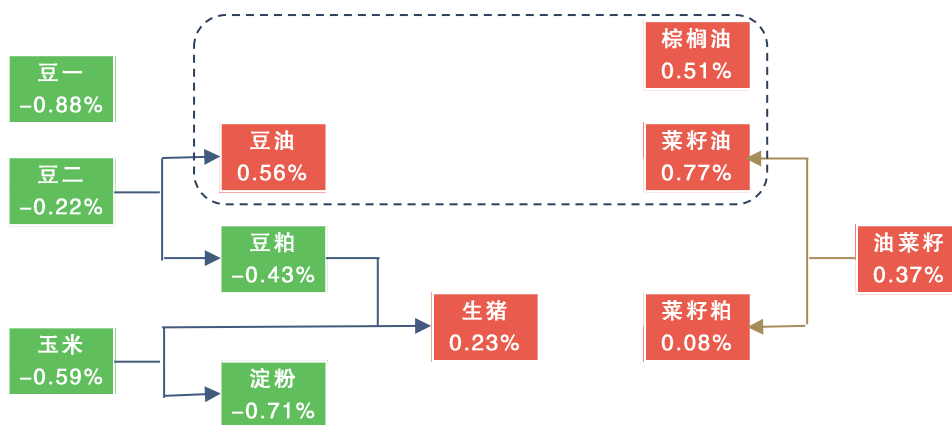 棕榈油
0.51%
豆一
-0.88%
豆油
0.56%
菜籽油
0.77%
豆二
-0.22%
豆粕
-0.43%
油菜籽
0.37%
生猪
0.23%
菜籽粕
0.08%
玉米
-0.59%
淀粉
-0.71%